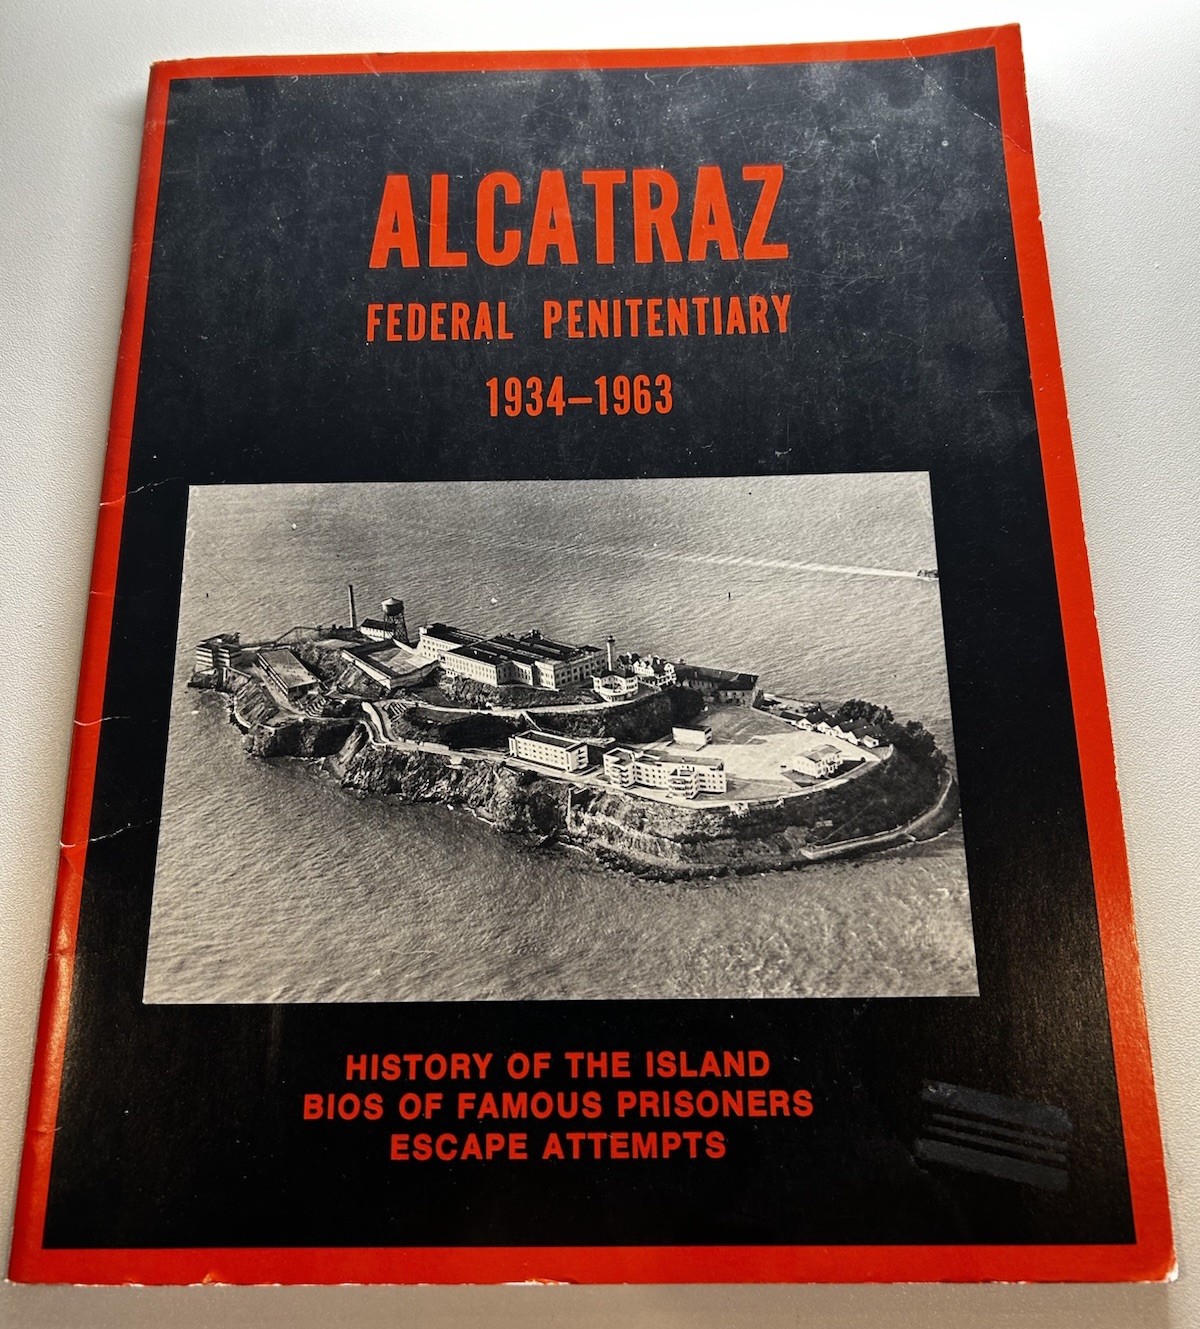 ALCATRAZ
FEDERAL PENITENTIARY
1934–1963
HISTORY OF THE ISLAND
BIOS OF FAMOUS PRISONERS
ESCAPE ATTEMPTS